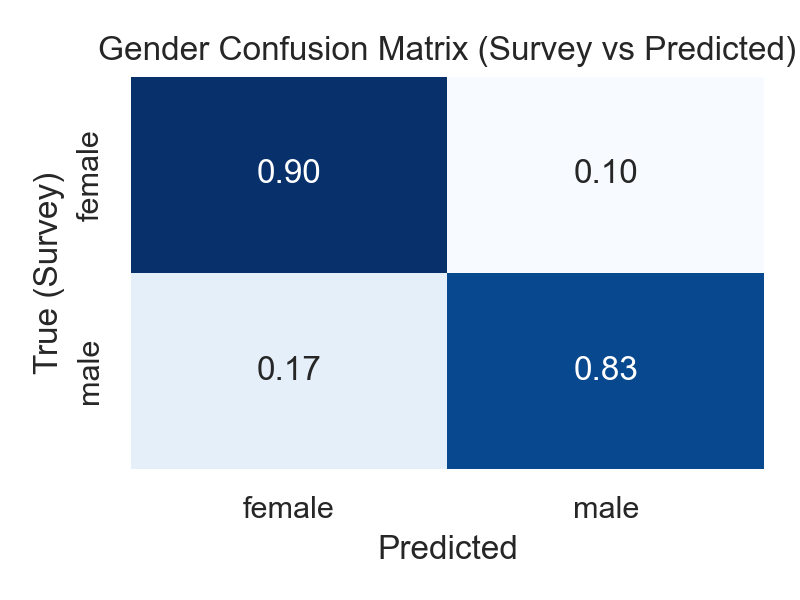 Gender Confusion Matrix (Survey vs Predicted)
True (Survey)
female
0.90
0.10
male
0.17
0.83
female
male
Predicted